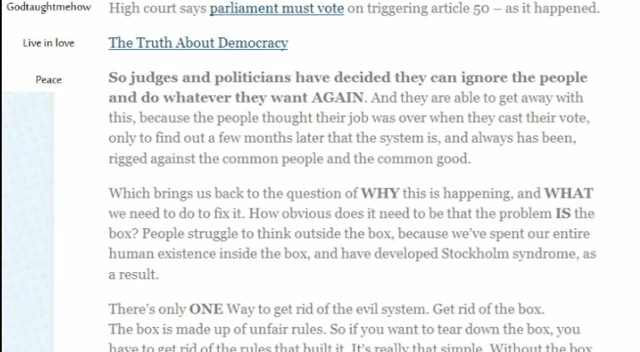 Godtaughtmehow
Live in love
Peace
High court says parliament must vote on triggering article 50 – as it happened.
The Truth About Democracy
So judges and politicians have decided they can ignore the people
and do whatever they want AGAIN. And they are able to get away with
this, because the people thought their job was over when they cast their vote,
only to find out a few months later that the system is, and always has been,
rigged against the common people and the common good.
Which brings us back to the question of WHY this is happening, and WHAT
we need to do to fix it. How obvious does it need to be that the problem IS the
box? People struggle to think outside the box, because we've spent our entire
human existence inside the box, and have developed Stockholm syndrome, as
a result.
There's only ONE Way to get rid of the evil system. Get rid of the box.
The box is made up of unfair rules. So if you want to tear down the box, you
have to get rid of the rules that built it. It's really that simple. Without the box